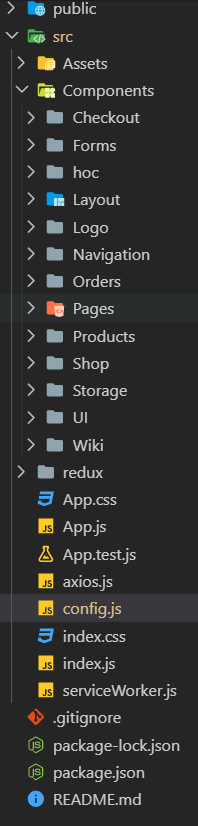 public
src
Assets
Components
Checkout
Forms
hoc
Layout
Logo
Navigation
Orders
Pages
Products
Shop
Storage
UI
Wiki
redux
App.css
App.js
App.test.js
axios.js
config.js
index.css
index.js
serviceWorker.js
.gitignore
package-lock.json
package.json
README.md